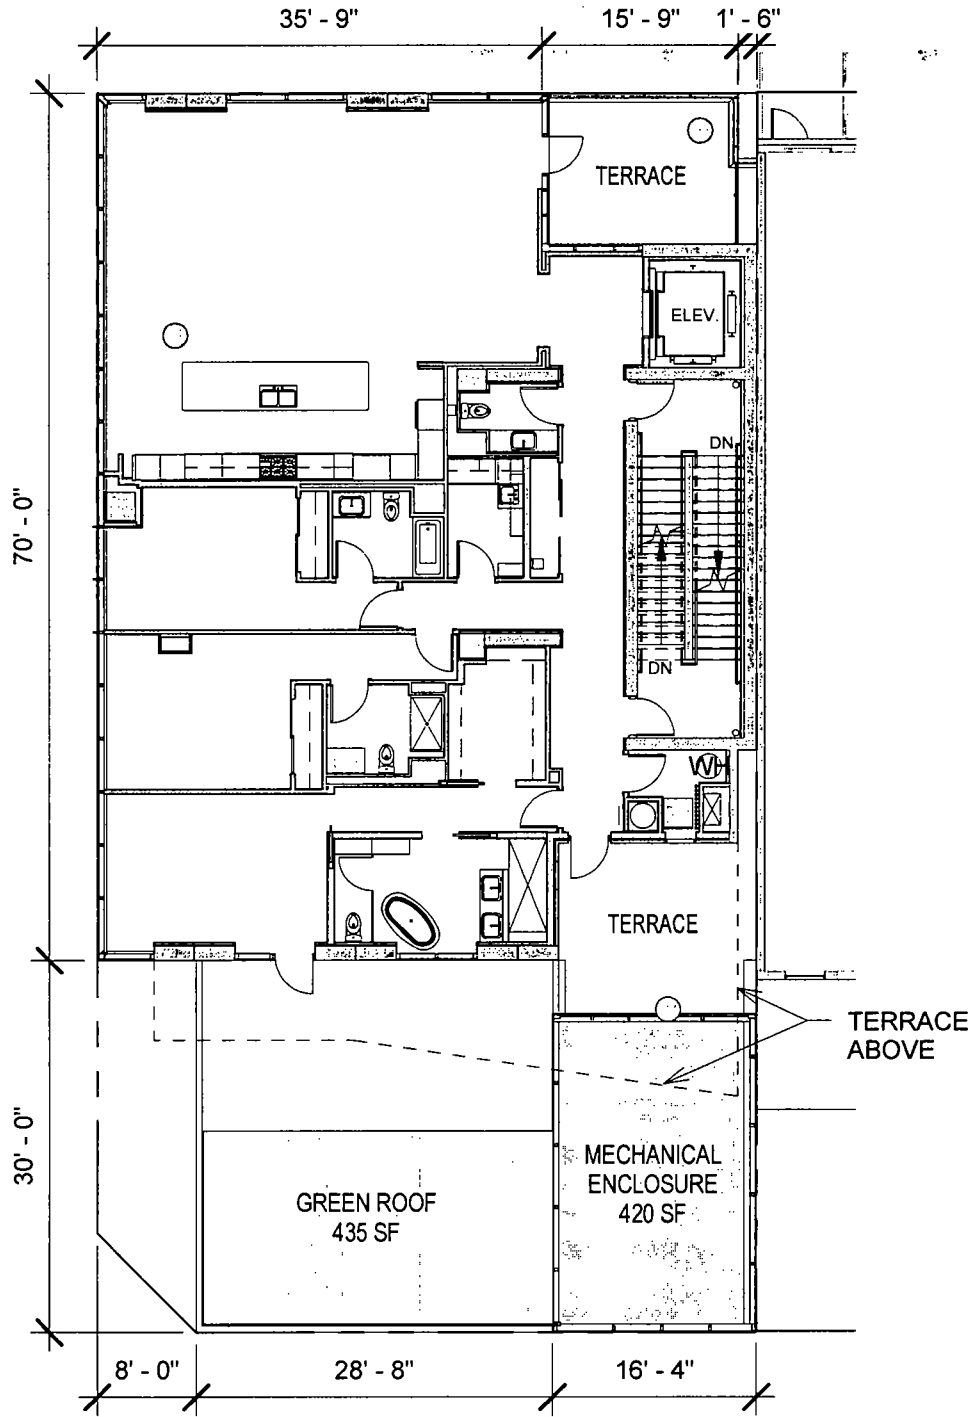 35' - 9"
15' - 9"
1' - 6"
TERRACE
ELEV.
DN
70' - 0"
DN
W
TERRACE
TERRACE
ABOVE
30' - 0"
MECHANICAL
ENCLOSURE
420 SF
GREEN ROOF
435 SF
8' - 0"
28' - 8"
16' - 4"